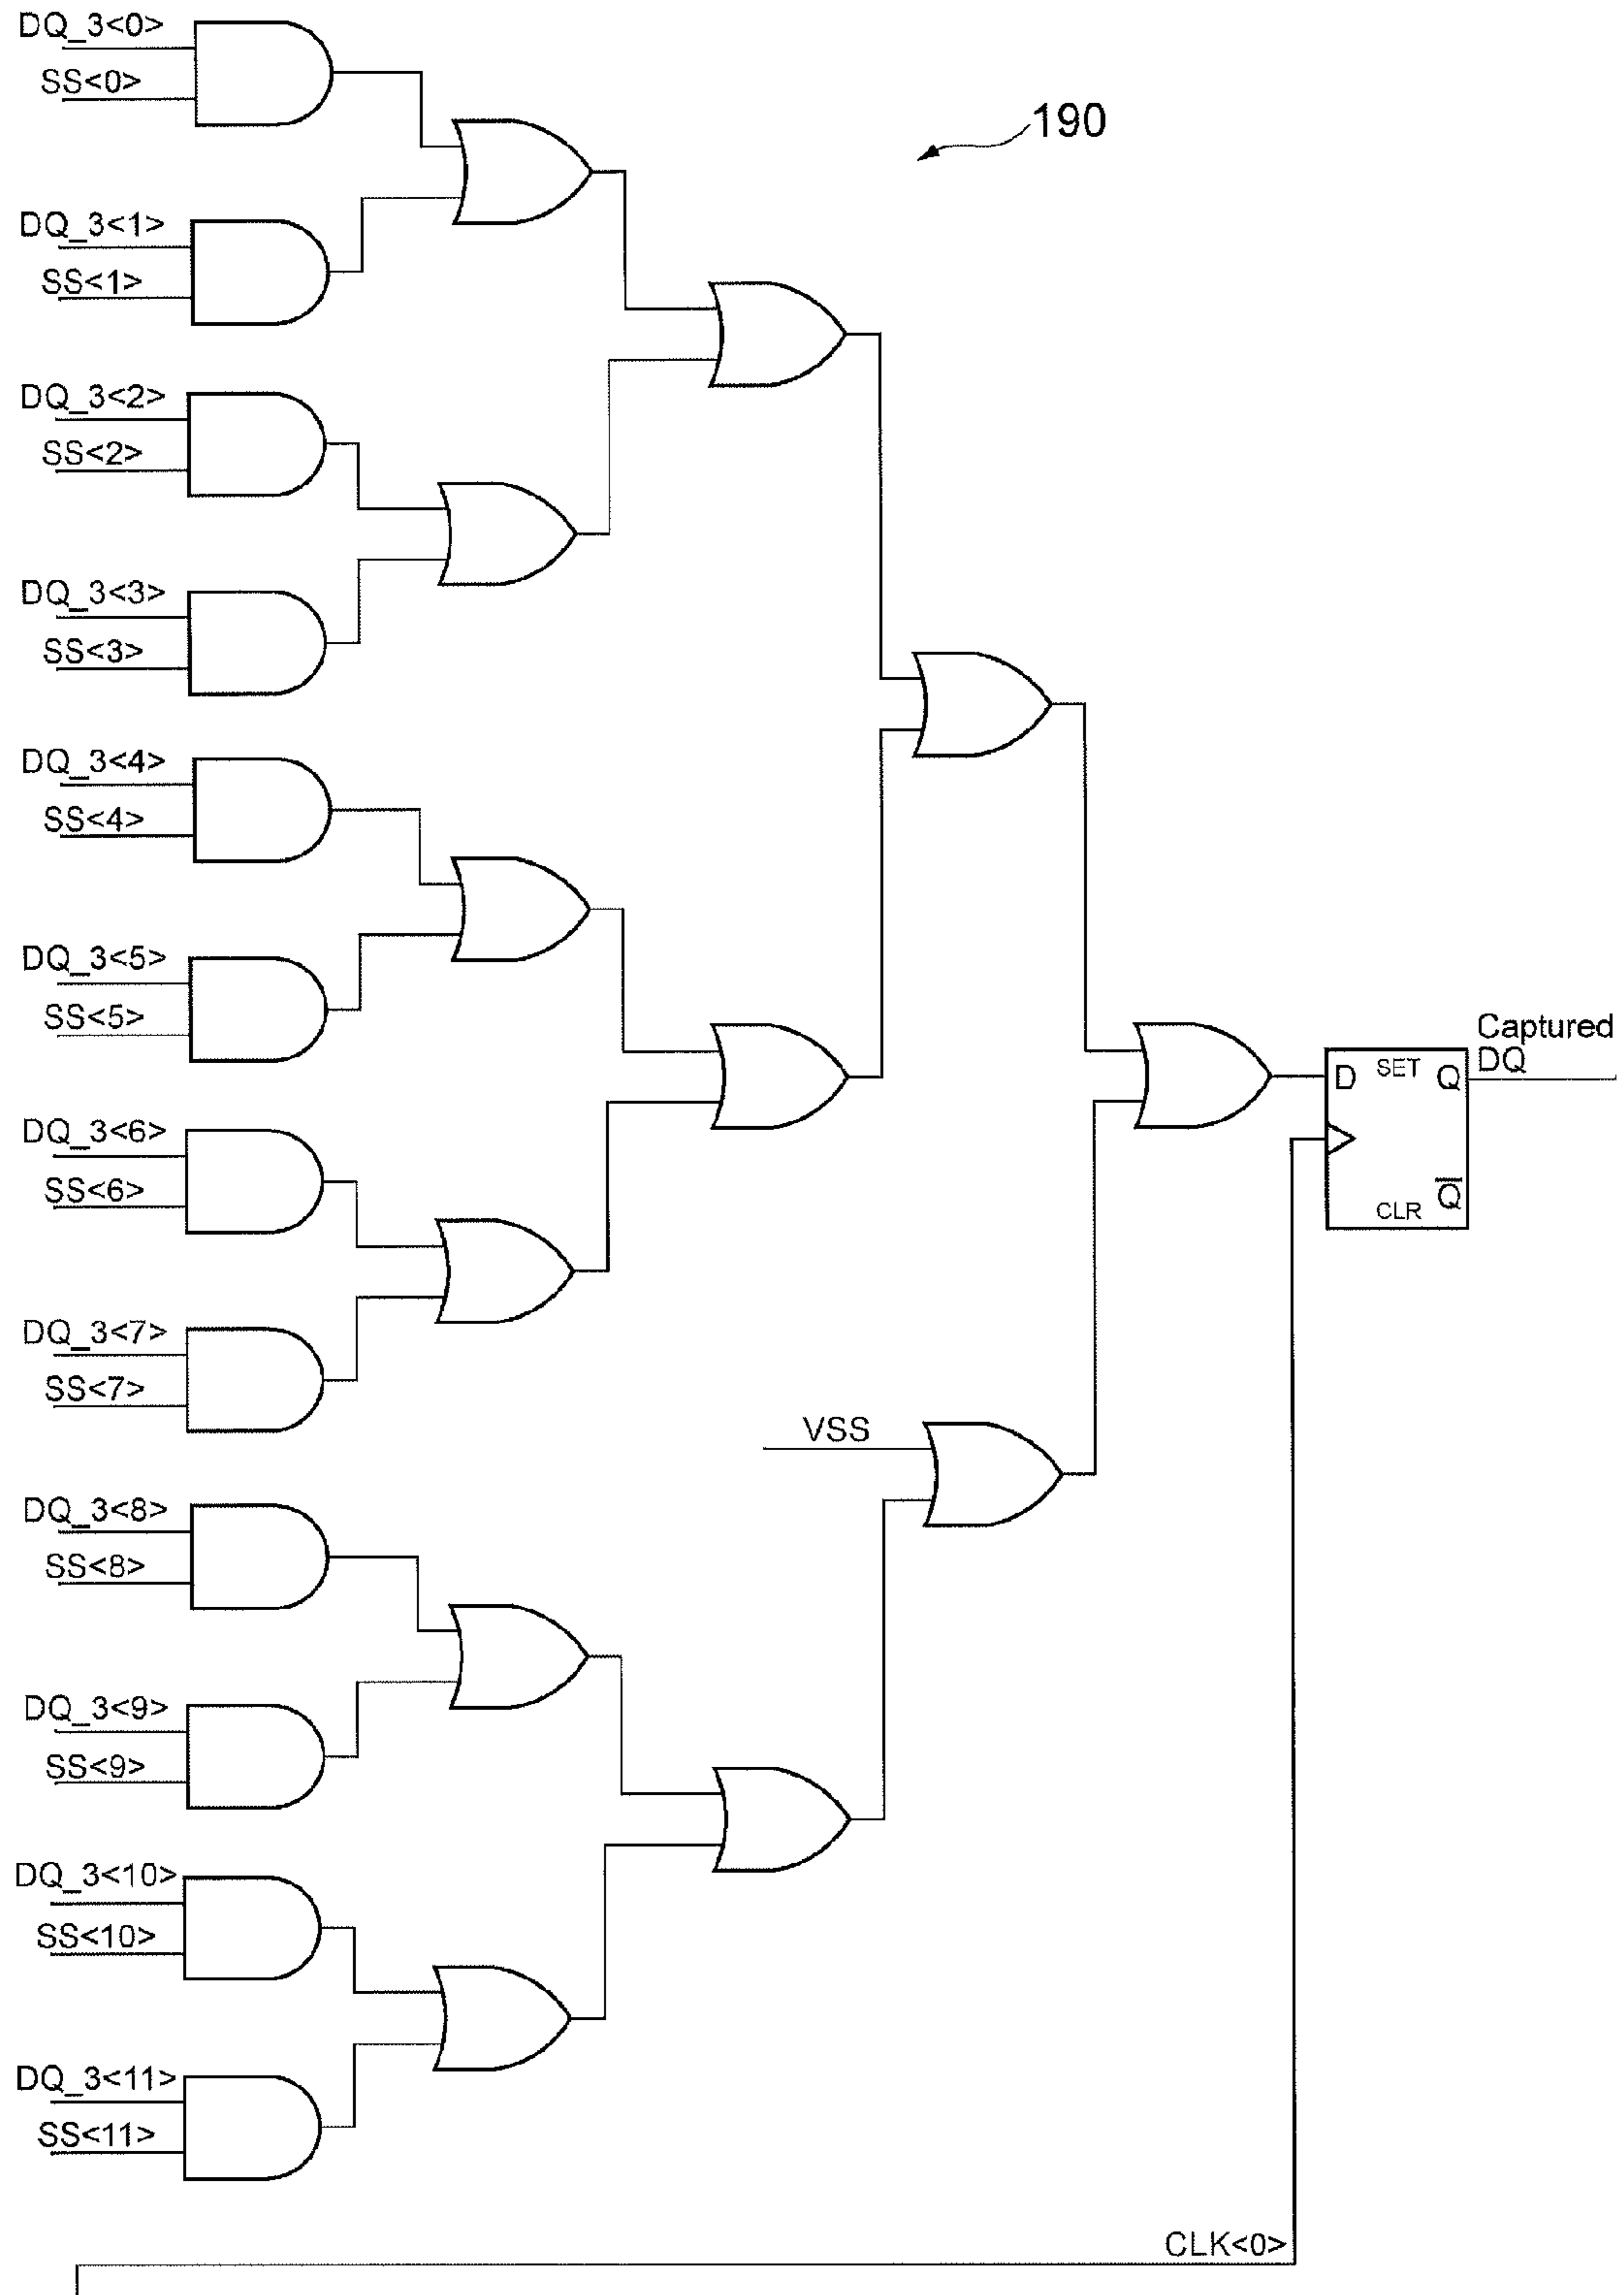 DQ_3<0>
SS<0>
190
DQ_3<1>
SS<1>
DQ_3<2>
SS<2>
DQ_3<3>
SS<3>
DQ_3<4>
SS<4>
DQ_3<5>
SS<5>
Captured
DQ
D SET Q
DQ_3<6>
SS<6>
CLR Q̅
DQ_3<7>
SS<7>
VSS
DQ_3<8>
SS<8>
DQ_3<9>
SS<9>
DQ_3<10>
SS<10>
DQ_3<11>
SS<11>
CLK<0>